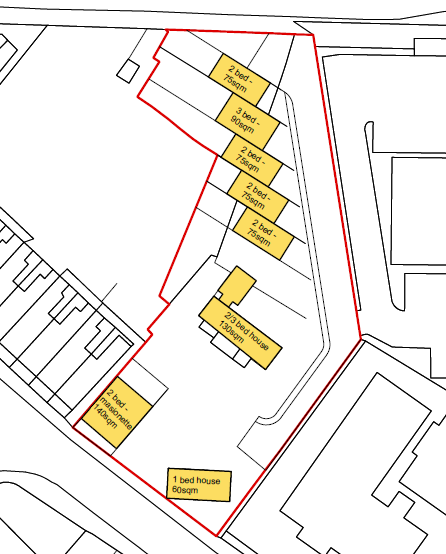 2 bed -
75sqm
3 bed -
90sqm
2 bed -
75sqm
2 bed -
75sqm
2 bed -
75sqm
2/3 bed house
130sqm
2 bed -
masionette
140sqm
1 bed house
60sqm